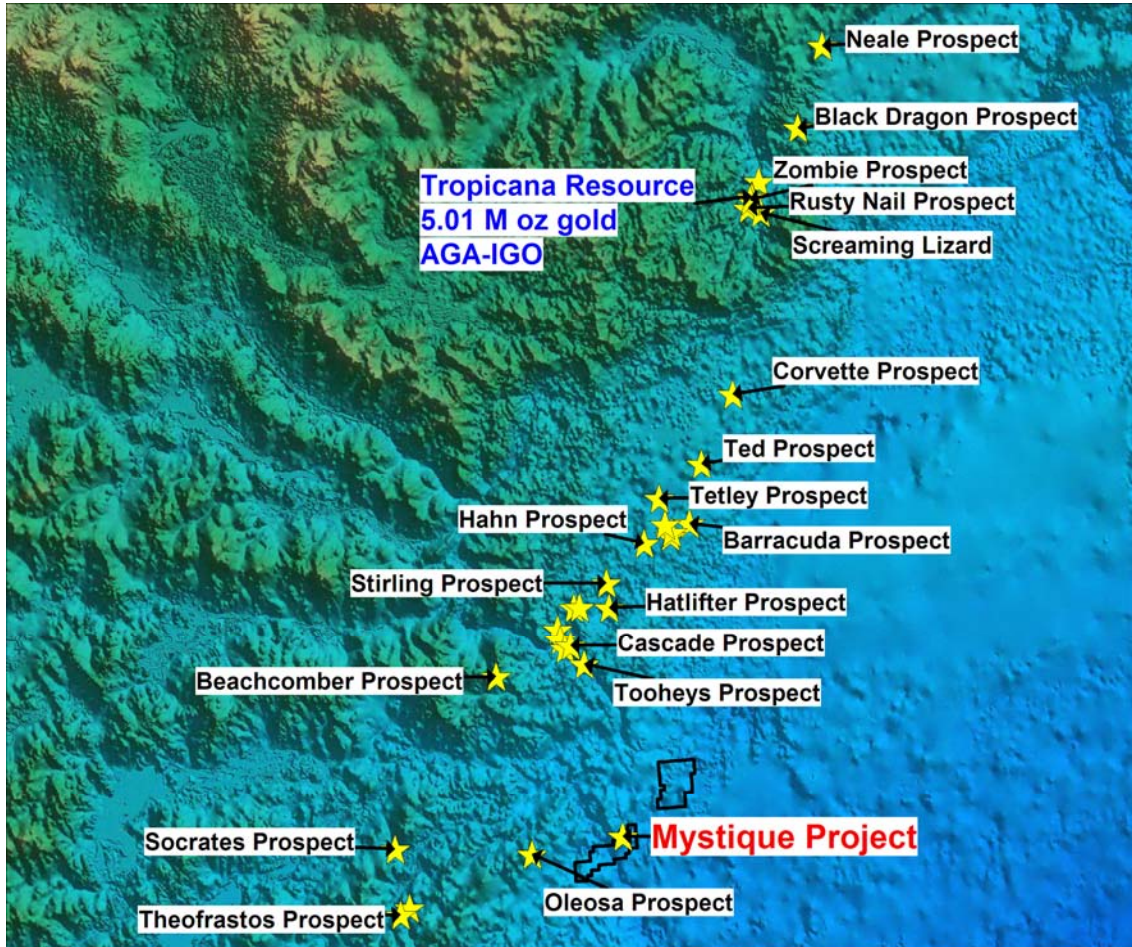 Neale Prospect
Black Dragon Prospect
Zombie Prospect
Tropicana Resource
5.01 M oz gold
AGA-IGO
Rusty Nail Prospect
Screaming Lizard
Corvette Prospect
Ted Prospect
Tetley Prospect
Hahn Prospect
Barracuda Prospect
Stirling Prospect
Hatlifter Prospect
Cascade Prospect
Beachcomber Prospect
Tooheys Prospect
Mystique Project
Socrates Prospect
Oleosa Prospect
Theofrastos Prospect